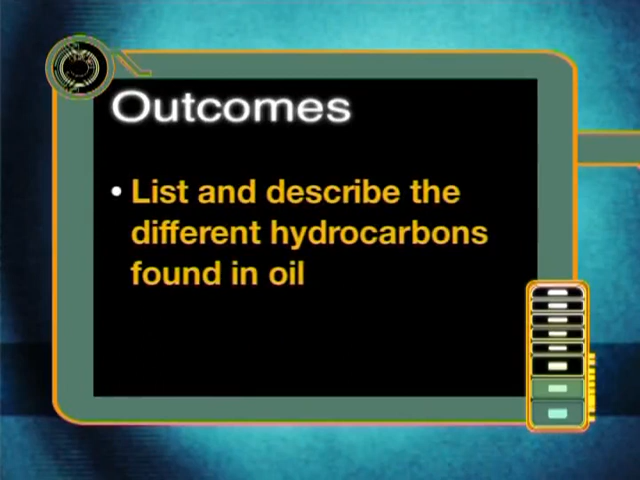 Outcomes
• List and describe the
different hydrocarbons
found in oil